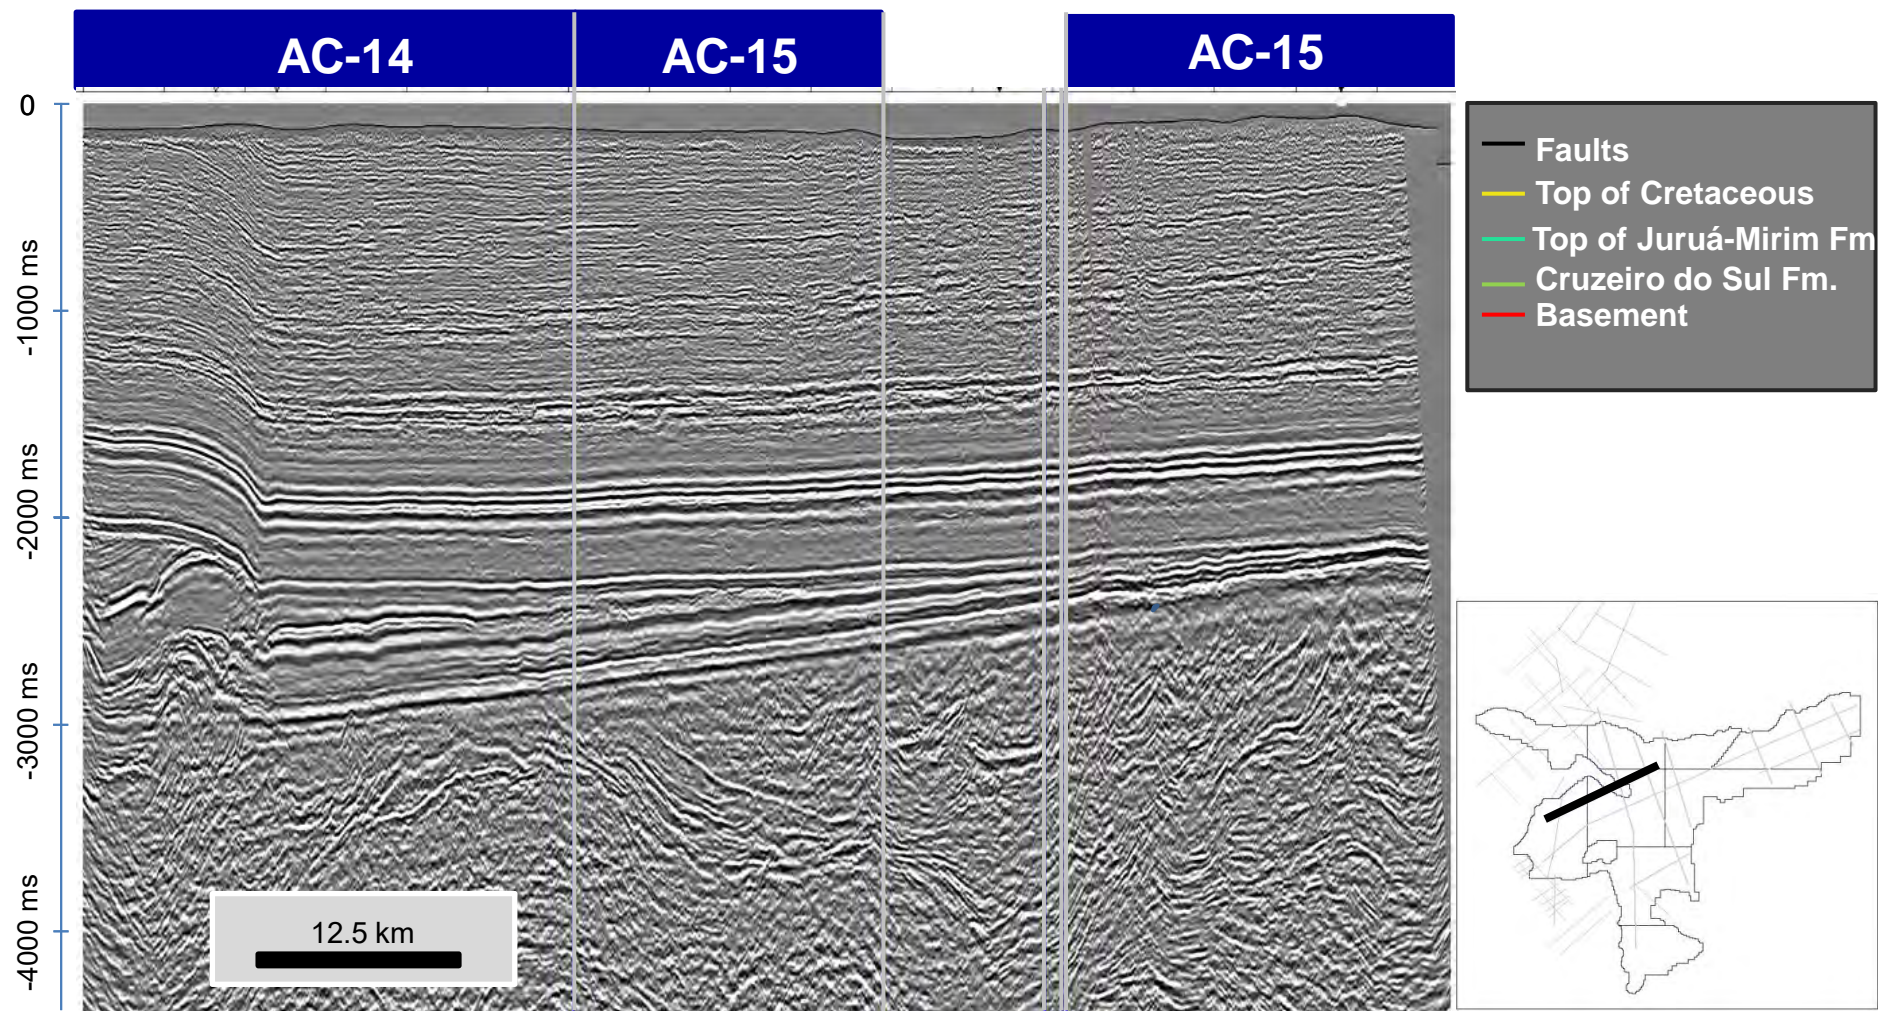 AC-14
AC-15
AC-15
0
-1000 ms
-2000 ms
-3000 ms
-4000 ms
Faults
Top of Cretaceous
Top of Juruá-Mirim Fm
Cruzeiro do Sul Fm.
Basement
12.5 km